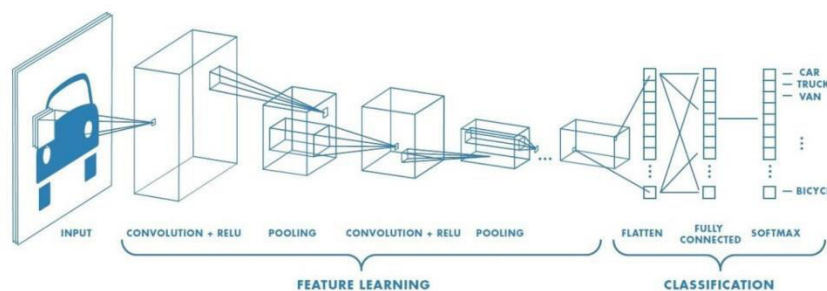 CAR
TRUCK
VAN
BICYC
INPUT
CONVOLUTION + RELU
POOLING
CONVOLUTION + RELU
POOLING
FLATTEN
FULLY
CONNECTED
SOFTMAX
FEATURE LEARNING
CLASSIFICATION